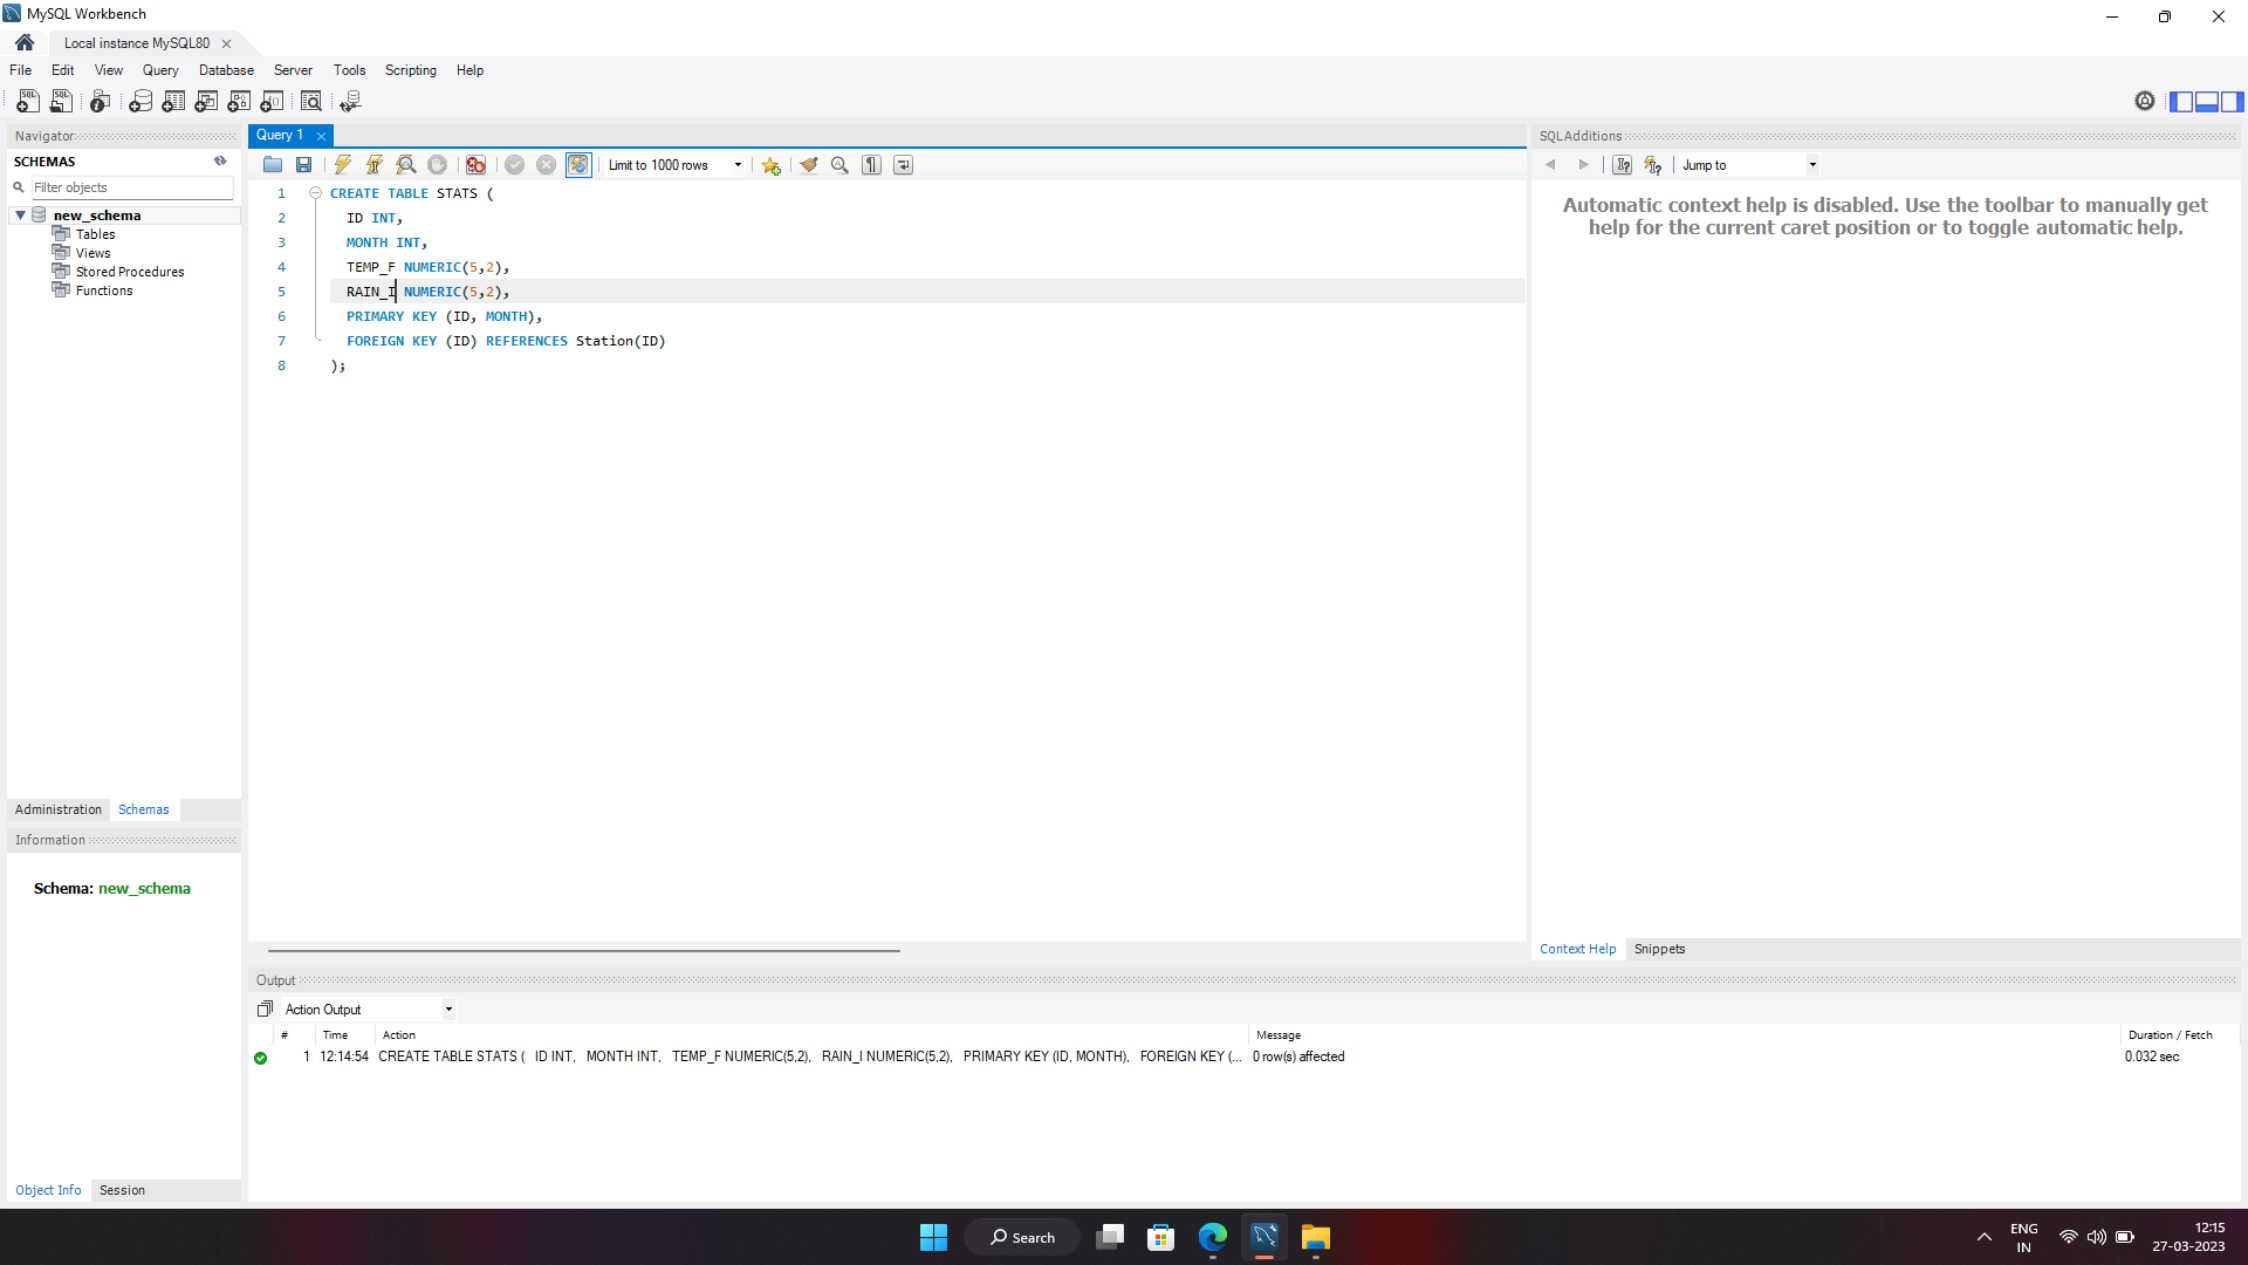 MySQL Workbench
Local instance MySQL80
File Edit View Query Database Server Tools Scripting Help
Navigator
SCHEMAS
Filter objects
new_schema
Tables
Views
Stored Procedures
Functions
Administration Schemas
Information
Schema: new_schema
Object Info Session
Query 1
Limit to 1000 rows
1 CREATE TABLE STATS (
2 ID INT,
3 MONTH INT,
4 TEMP_F NUMERIC(5,2),
5 RAIN_I NUMERIC(5,2),
6 PRIMARY KEY (ID, MONTH),
7 FOREIGN KEY (ID) REFERENCES Station(ID)
8 );
SQLAdditions
Jump to
Automatic context help is disabled. Use the toolbar to manually get
help for the current caret position or to toggle automatic help.
Context Help Snippets
Output
Action Output
# Time Action Message Duration / Fetch
1 12:14:54 CREATE TABLE STATS ( ID INT, MONTH INT, TEMP_F NUMERIC(5,2), RAIN_I NUMERIC(5,2), PRIMARY KEY (ID, MONTH), FOREIGN KEY (... 0 row(s) affected 0.032 sec
Search
ENG
IN
12:15
27-03-2023